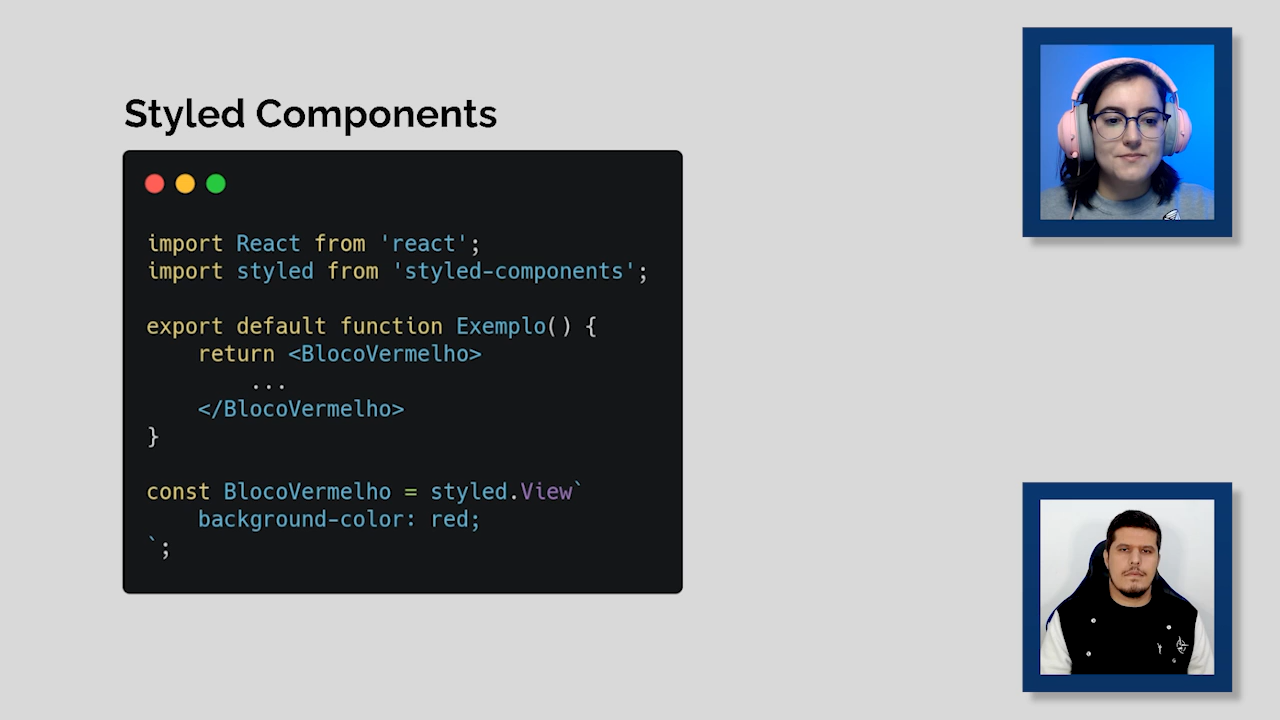 Styled Components
import React from 'react';
import styled from 'styled-components';
export default function Exemplo() {
    return <BlocoVermelho>
        ...
    </BlocoVermelho>
}
const BlocoVermelho = styled.View`
    background-color: red;
`;